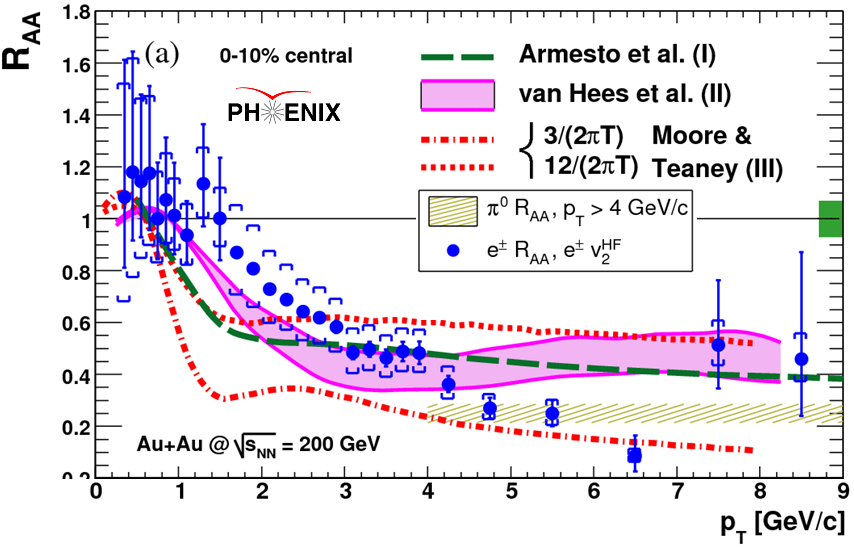 R_AA
1.8
1.6
1.4
1.2
1
0.8
0.6
0.4
0.2
(a)
0-10% central
PHENIX
Armesto et al. (I)
van Hees et al. (II)
3/(2πT) Moore &
12/(2πT) Teaney (III)
π⁰ R_AA, p_T > 4 GeV/c
e± R_AA, e± v₂^HF
Au+Au @ √s_NN = 200 GeV
0 1 2 3 4 5 6 7 8 9
p_T [GeV/c]